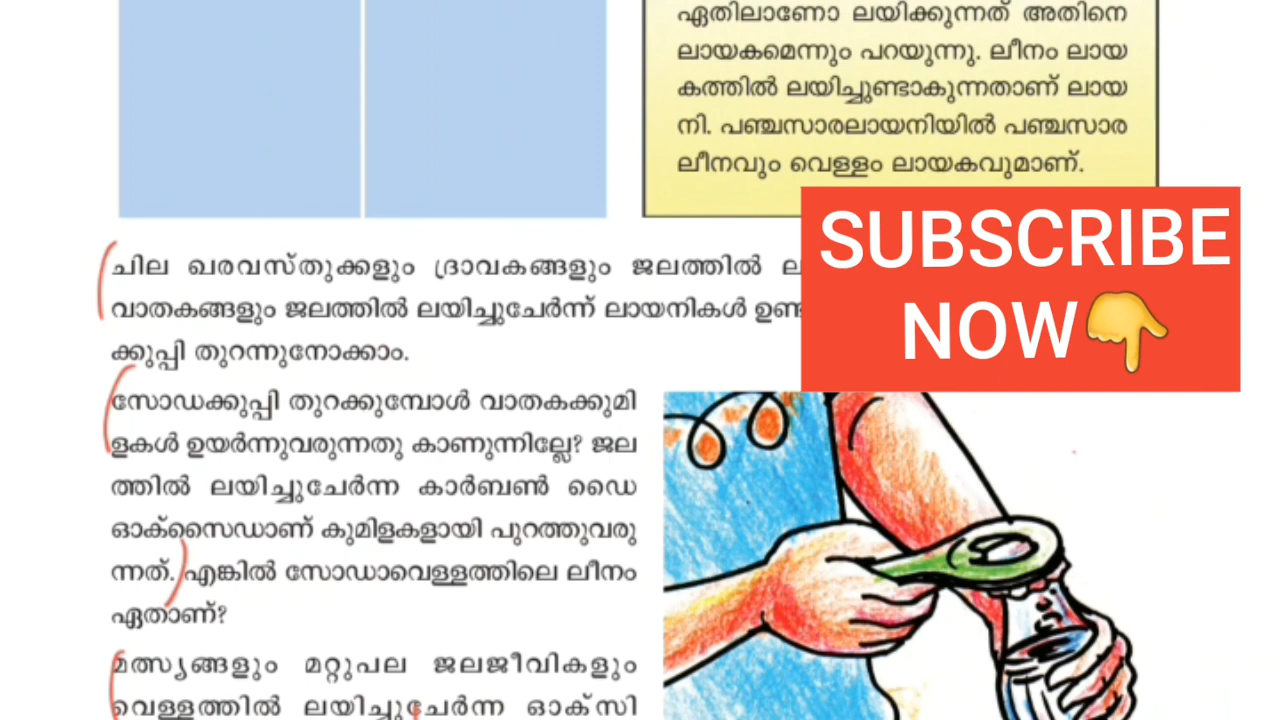 ഏതിലാണോ ലയിക്കുന്നത് അതിനെ
ലായകമെന്നും പറയുന്നു. ലീനം ലായ
കത്തിൽ ലയിച്ചുണ്ടാകുന്നതാണ് ലായ
നി. പഞ്ചസാരലായനിയിൽ പഞ്ചസാര
ലീനവും വെള്ളം ലായകവുമാണ്.
SUBSCRIBE
NOW👇
ചില ഖരവസ്തുക്കളും ദ്രാവകങ്ങളും ജലത്തിൽ
വാതകങ്ങളും ജലത്തിൽ ലയിച്ചുചേർന്ന് ലായനികൾ
ക്കുപ്പി തുറന്നുനോക്കാം.
സോഡക്കുപ്പി തുറക്കുമ്പോൾ വാതകക്കുമി
ളകൾ ഉയർന്നുവരുന്നതു കാണുന്നില്ലേ? ജല
ത്തിൽ ലയിച്ചുചേർന്ന കാർബൺ ഡൈ
ഓക്സൈഡാണ് കുമിളകളായി പുറത്തുവരു
ന്നത്. എങ്കിൽ സോഡാവെള്ളത്തിലെ ലീനം
ഏതാണ്?
മത്സ്യങ്ങളും മറ്റുപല ജലജീവികളും
വെള്ളത്തിൽ ലയിച്ചുചേർന്ന ഓക്സി